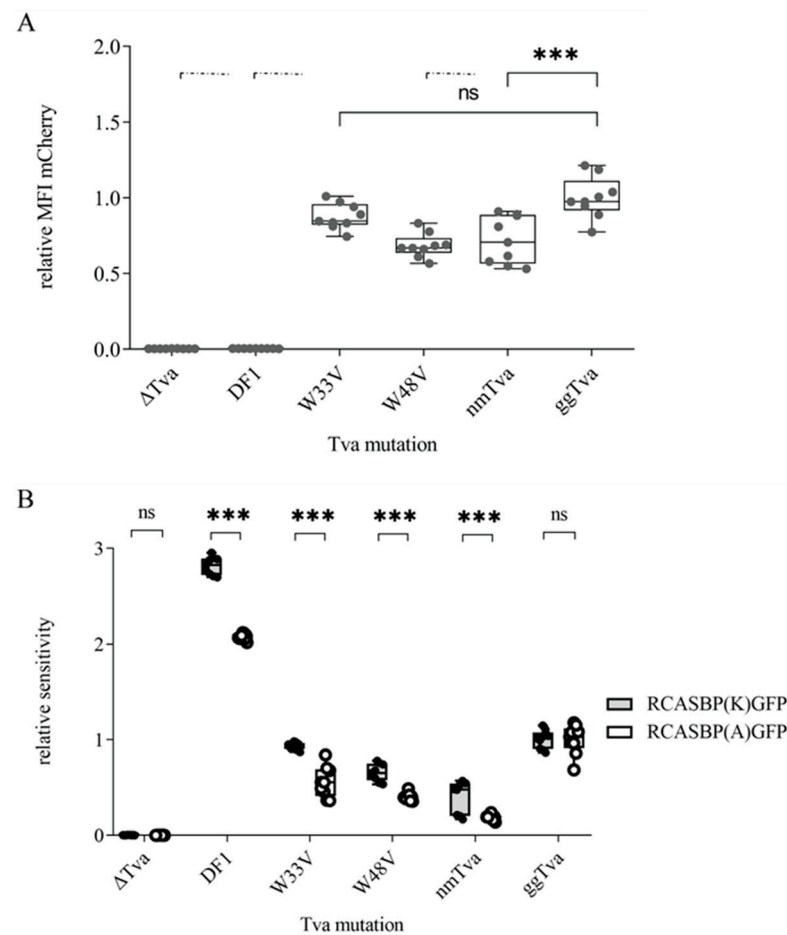 A
2.0
1.5
1.0
0.5
0.0
relative MFI mCherry
***
ns
ΔTva
DF1
W33V
W48V
nmTva
ggTva
Tva mutation
B
ns
***
***
***
***
ns
3
2
1
0
relative sensitivity
RCASBP(K)GFP
RCASBP(A)GFP
ΔTva
DF1
W33V
W48V
nmTva
ggTva
Tva mutation